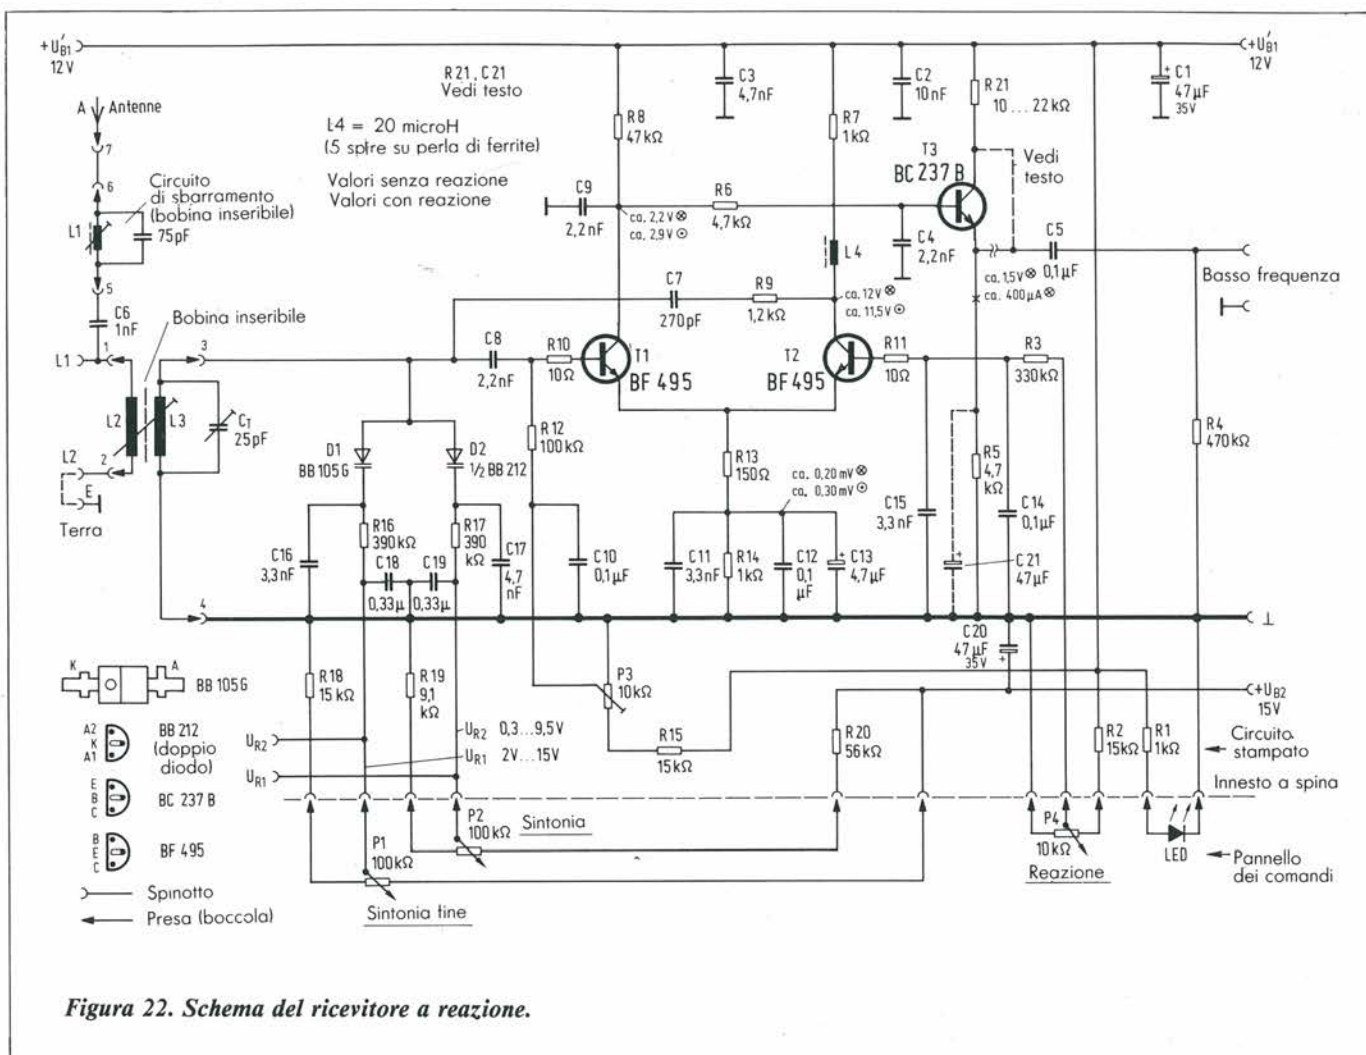 +U'B1
12V
R21, C21
Vedi testo
L4 = 20 microH
(5 spire su perla di ferrite)
Valori senza reazione
Valori con reazione
C3
4,7nF
C2
10nF
R21
10 ... 22kΩ
C1
47µF
35V
+U'B1
12V
A
Antenne
7
6
Circuito
di sbarramento
(bobina inseribile)
L1
75pF
5
C6
1nF
R8
47kΩ
R7
1kΩ
T3
BC 237 B
Vedi
testo
C9
2,2nF
ca. 2,2V ⊗
ca. 2,9V ⊙
R6
4,7kΩ
C4
2,2nF
L4
C5
0,1µF
ca. 1,5V ⊗
ca. 400µA ⊗
Basso frequenza
C7
270pF
R9
1,2kΩ
ca. 12V ⊗
ca. 11,5V ⊙
Bobina inseribile
L1
1
3
C8
2,2nF
R10
10Ω
T1
BF 495
T2
BF 495
R11
10Ω
R3
330kΩ
L2
L3
CT
25pF
L2
2
E
Terra
D1
BB 105 G
D2
½ BB 212
R12
100kΩ
R13
150Ω
ca. 0,20mV ⊗
ca. 0,30mV ⊙
R5
4,7
kΩ
R4
470kΩ
C16
3,3nF
R16
390kΩ
R17
390
kΩ
C18
0,33µ
C19
0,33µ
C17
4,7
nF
C10
0,1µF
C11
3,3nF
R14
1kΩ
C12
0,1
µF
C13
4,7µF
C15
3,3nF
C14
0,1µF
C21
47µF
4
⊥
C20
47µF
35V
K
A
BB 105 G
R18
15kΩ
R19
9,1
kΩ
P3
10kΩ
+UB2
15V
A2
K
A1
BB 212
(doppio
diodo)
UR2
UR1
UR2 0,3 ... 9,5V
UR1 2V...15V
R15
15kΩ
R20
56kΩ
R2
15kΩ
R1
1kΩ
Circuito
stampato
Innesto a spina
E
B
C
BC 237 B
P2
100kΩ
Sintonia
B
E
C
BF 495
P1
100kΩ
P4
10kΩ
LED
Reazione
Pannello
dei comandi
Spinotto
Presa (boccola)
Sintonia fine
Figura 22. Schema del ricevitore a reazione.